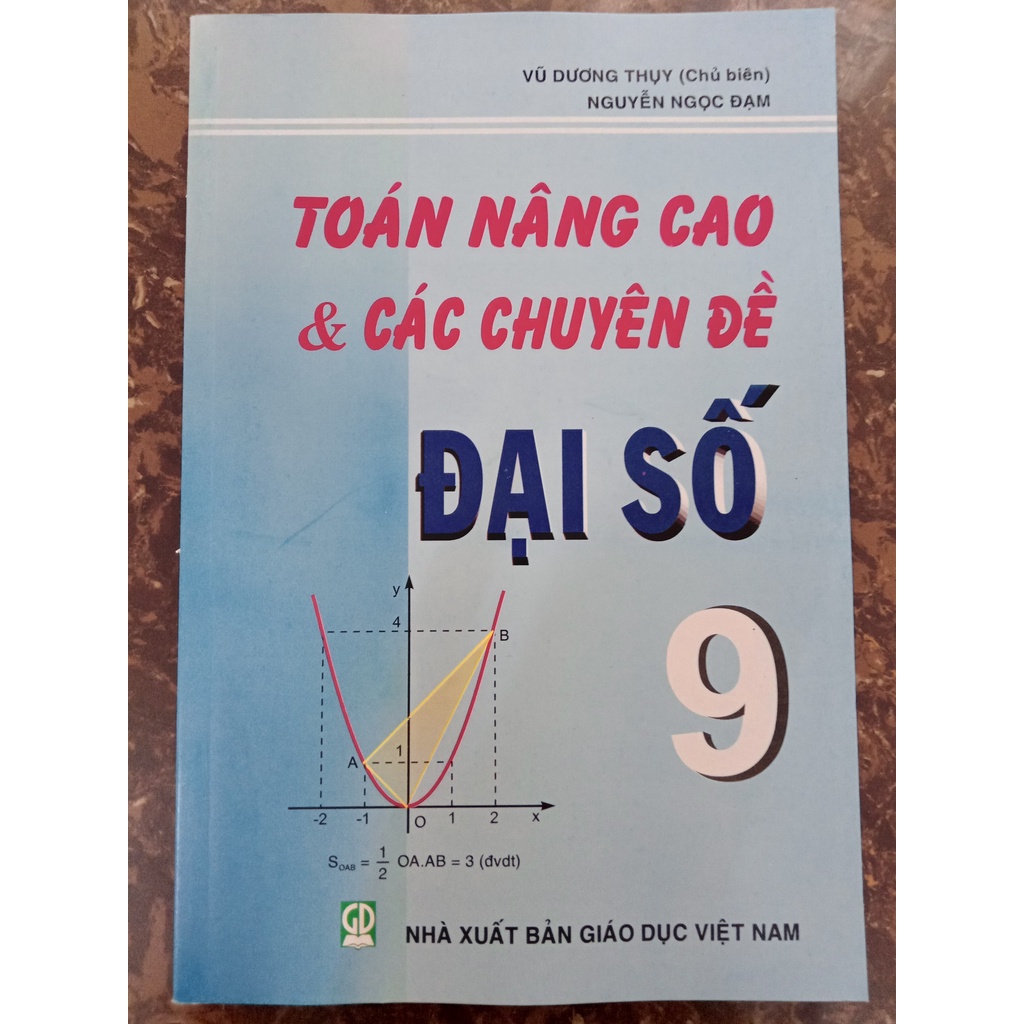 VŨ DƯƠNG THỤY (Chủ biên)
NGUYỄN NGỌC ĐẠM
TOÁN NÂNG CAO
& CÁC CHUYÊN ĐỀ
ĐẠI SỐ
9
y
4
B
A
1
-2 -1 O 1 2 x
S_OAB = 1/2 OA.AB = 3 (đvdt)
GD
NHÀ XUẤT BẢN GIÁO DỤC VIỆT NAM